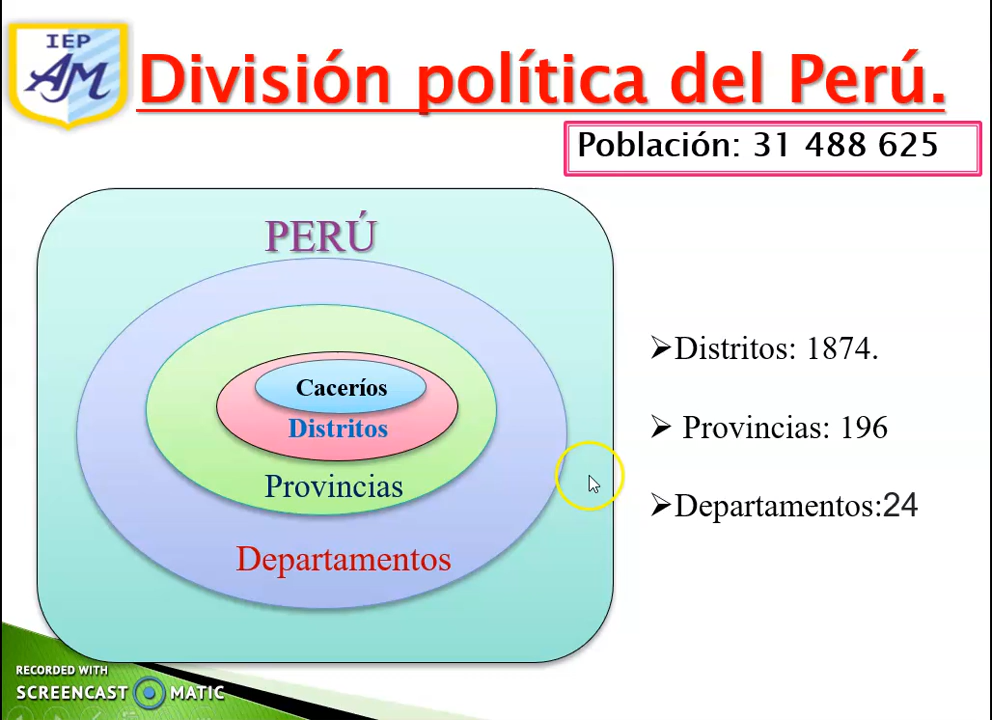 IEP
AM
División política del Perú.
Población: 31 488 625
PERÚ
Caceríos
Distritos
Provincias
Departamentos
Distritos: 1874.
Provincias: 196
Departamentos:24
RECORDED WITH
SCREENCAST MATIC